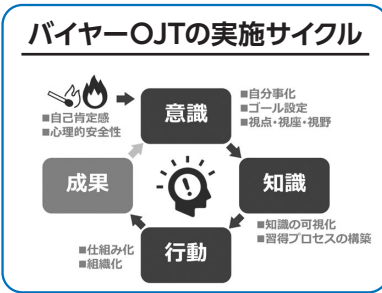 バイヤーOJTの実施サイクル
■自己肯定感
■心理的安全性
意識
■自分事化
■ゴール設定
■視点・視座・視野
成果
知識
■知識の可視化
■習得プロセスの構築
■仕組み化
■組織化
行動